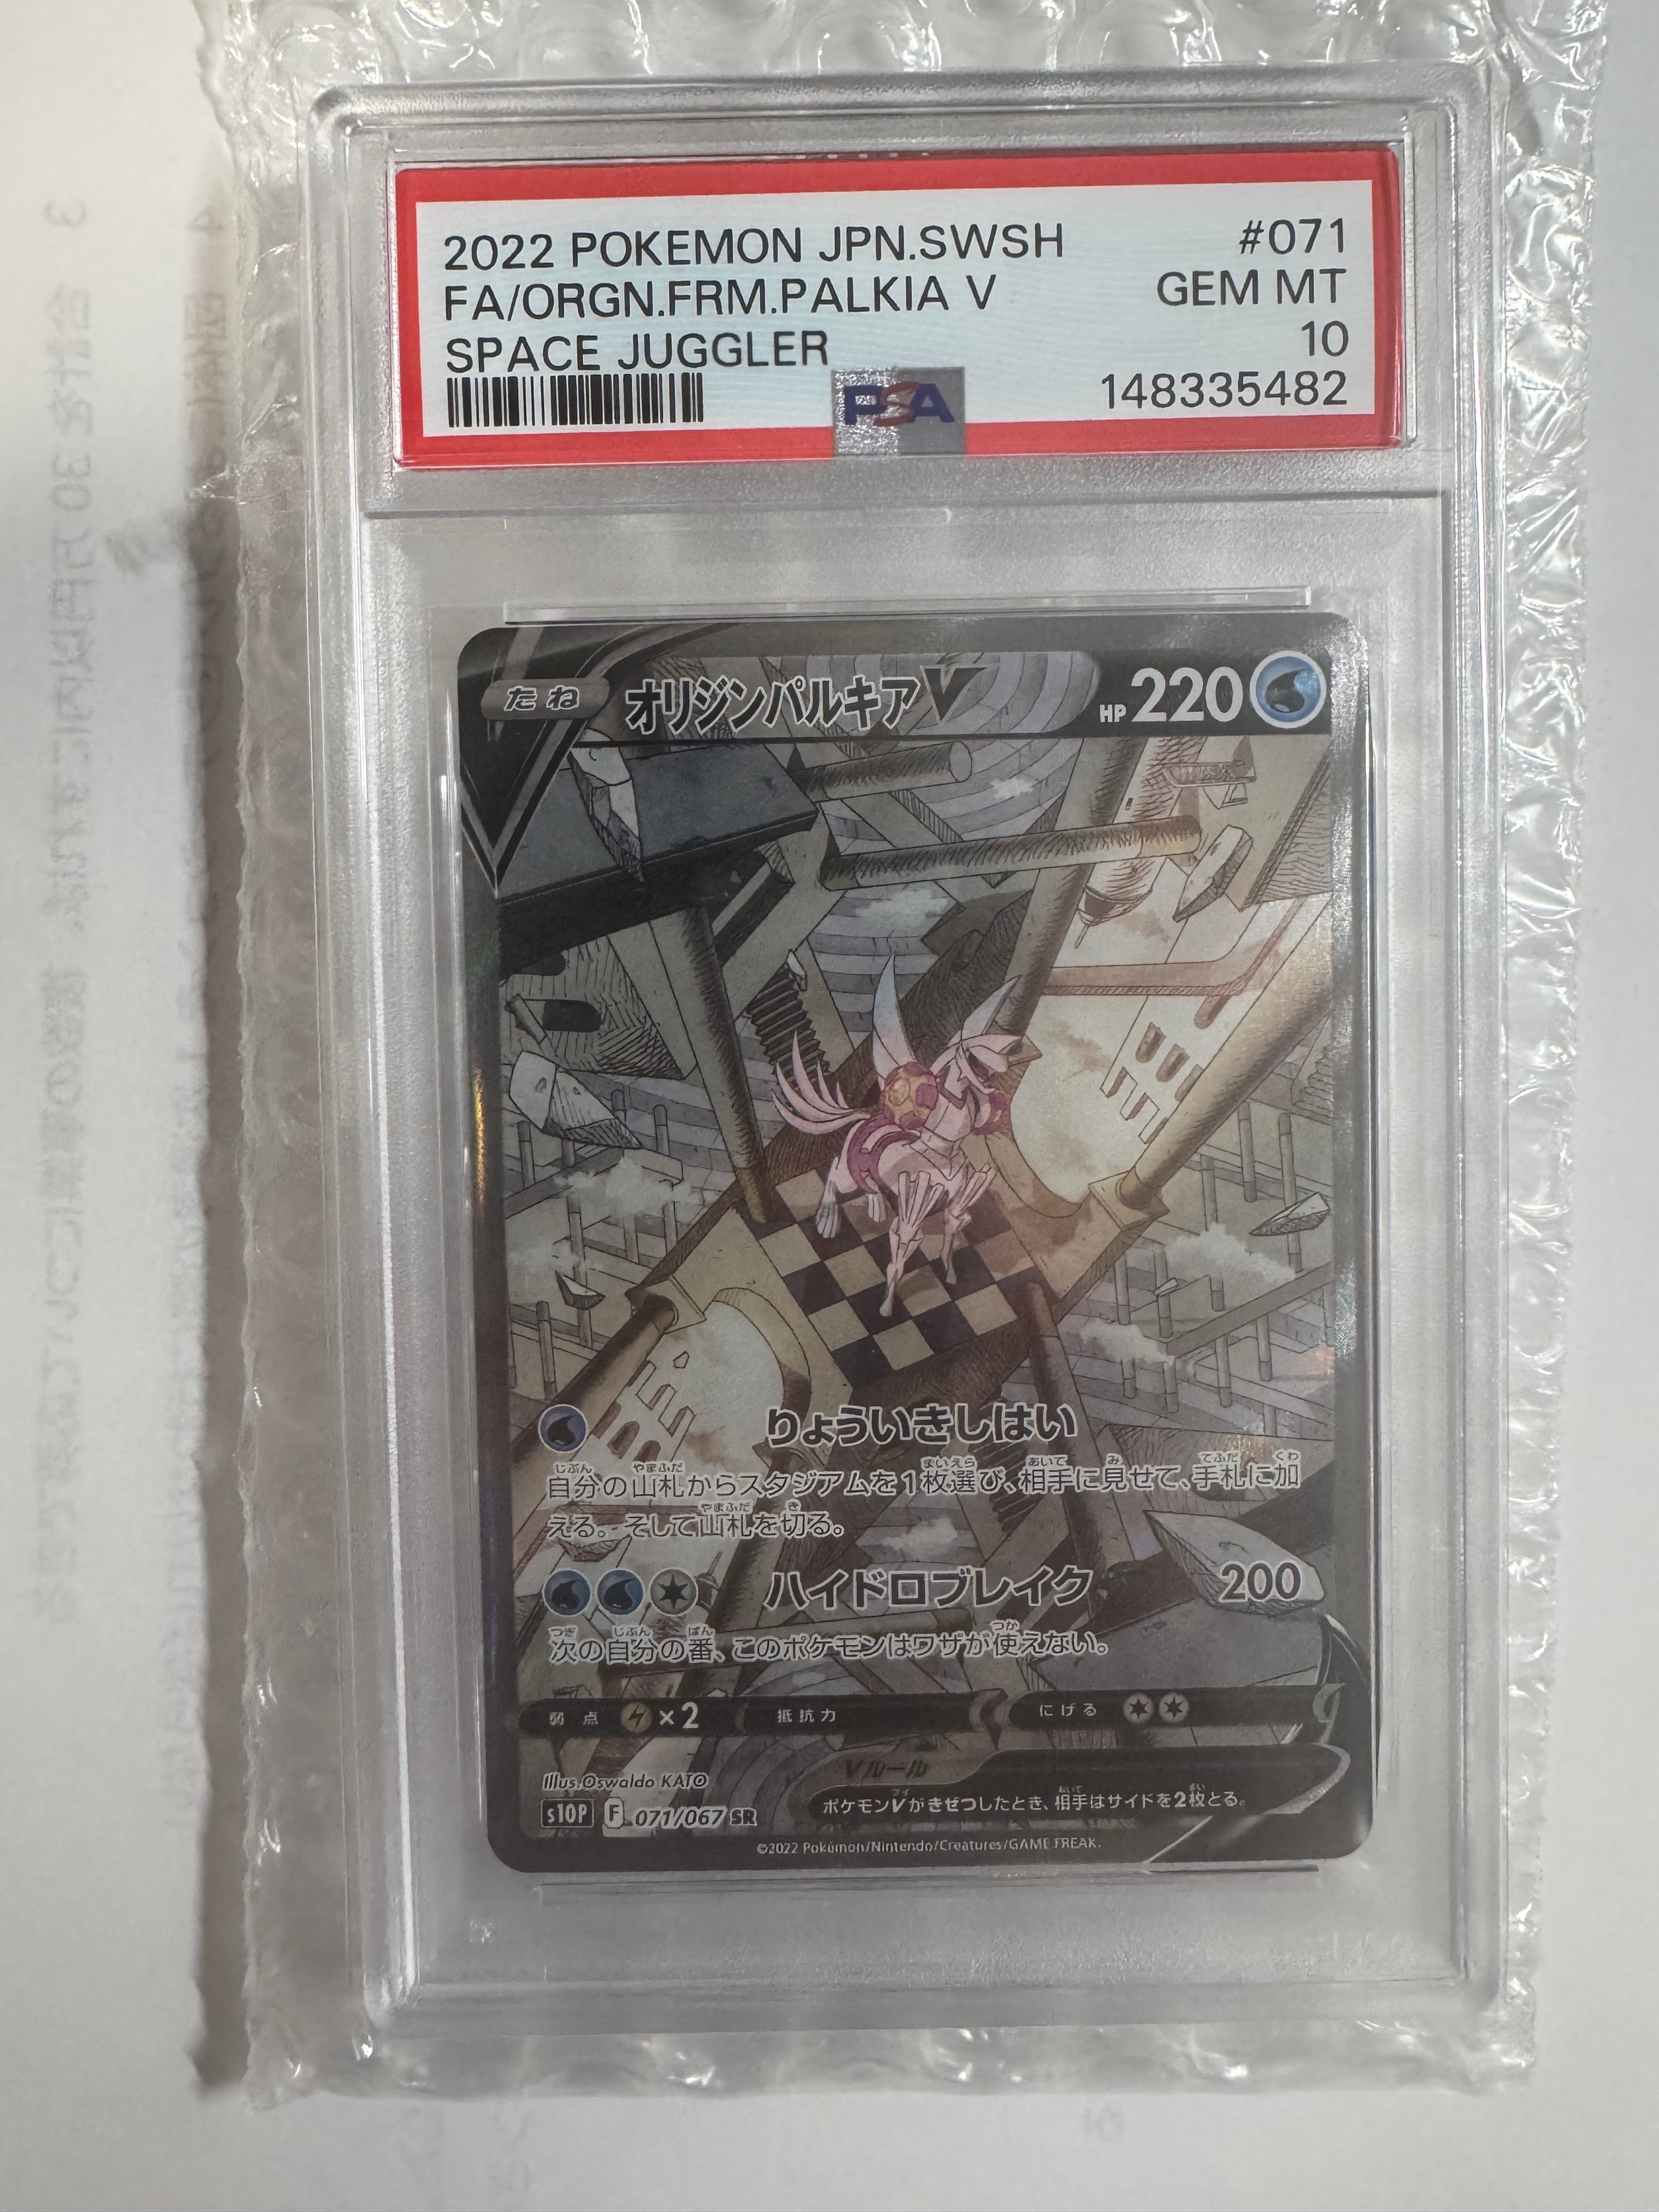 2022 POKEMON JPN.SWSH #071
FA/ORGN.FRM.PALKIA V GEM MT
SPACE JUGGLER 10
PSA 148335482
たね オリジンパルキアV HP 220
りょういきしはい
自分の山札からスタジアムを1枚選び、相手に見せて、手札に加
える。そして山札を切る。
ハイドロブレイク 200
次の自分の番、このポケモンはワザが使えない。
弱点 ×2 抵抗力 にげる
Vルール
ポケモンVがきぜつしたとき、相手はサイドを2枚とる。
Illus.Oswaldo KATO
s10P F 071/067 SR
©2022 Pokémon/Nintendo/Creatures/GAME FREAK.